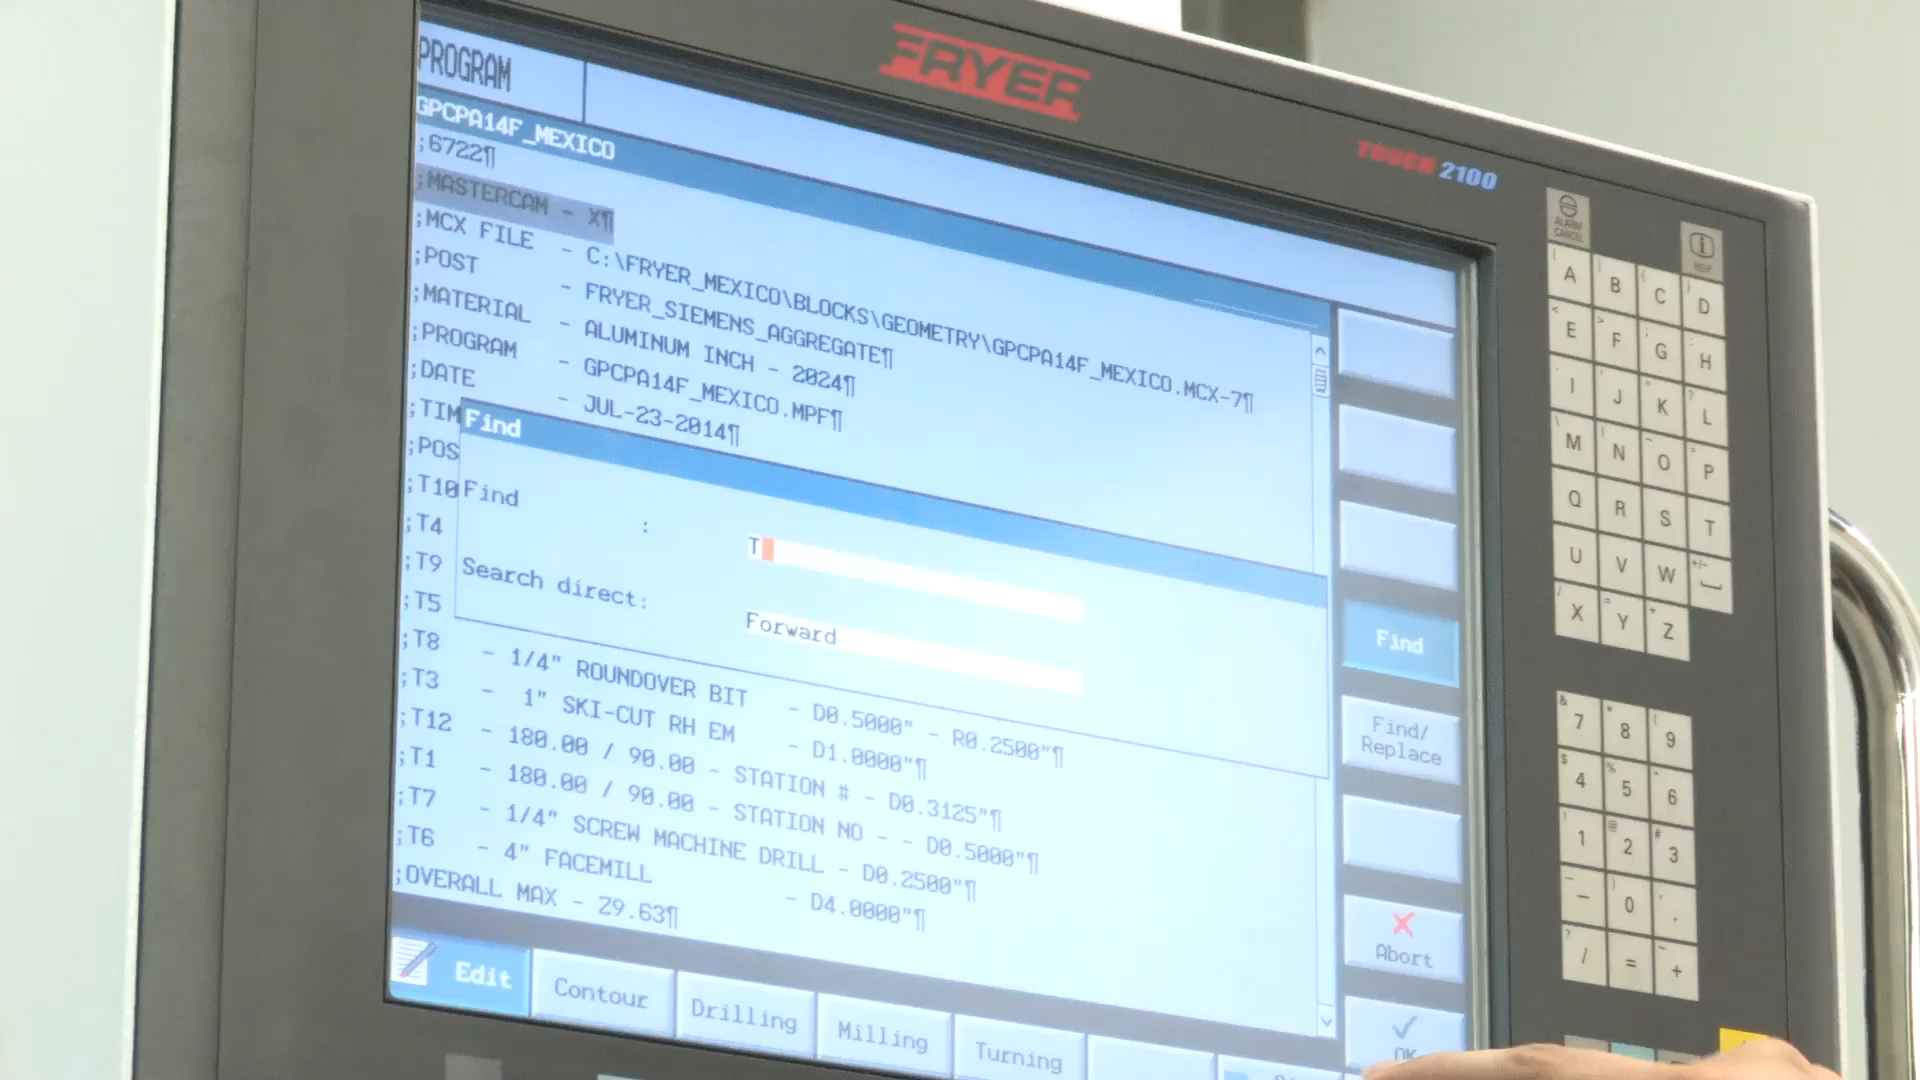 FRYER
TOUCH 2100
PROGRAM
GPCPA14F_MEXICO
;6722¶
;MASTERCAM - X¶
;MCX FILE - C:\FRYER_MEXICO\BLOCKS\GEOMETRY\GPCPA14F_MEXICO.MCX-7¶
;POST - FRYER_SIEMENS_AGGREGATE¶
;MATERIAL - ALUMINUM INCH - 2024¶
;PROGRAM - GPCPA14F_MEXICO.MPF¶
;DATE - JUL-23-2014¶
;TIM
;POS
;T10
;T4
;T9
;T5
Find
Find :
T
Search direct:
Forward
;T8 - 1/4" ROUNDOVER BIT - D0.5000" - R0.2500"¶
;T3 - 1" SKI-CUT RH EM - D1.0000"¶
;T12 - 180.00 / 90.00 - STATION # - D0.3125"¶
;T1 - 180.00 / 90.00 - STATION NO - - D0.5000"¶
;T7 - 1/4" SCREW MACHINE DRILL - D0.2500"¶
;T6 - 4" FACEMILL - D4.0000"¶
;OVERALL MAX - Z9.63¶
Edit
Contour
Drilling
Milling
Turning
Find
Find/
Replace
Abort
OK
ALARM
CANCEL
HELP
A B C D
E F G H
I J K L
M N O P
Q R S T
U V W
X Y Z
7 8 9
4 5 6
1 2 3
- 0 .
/ = +